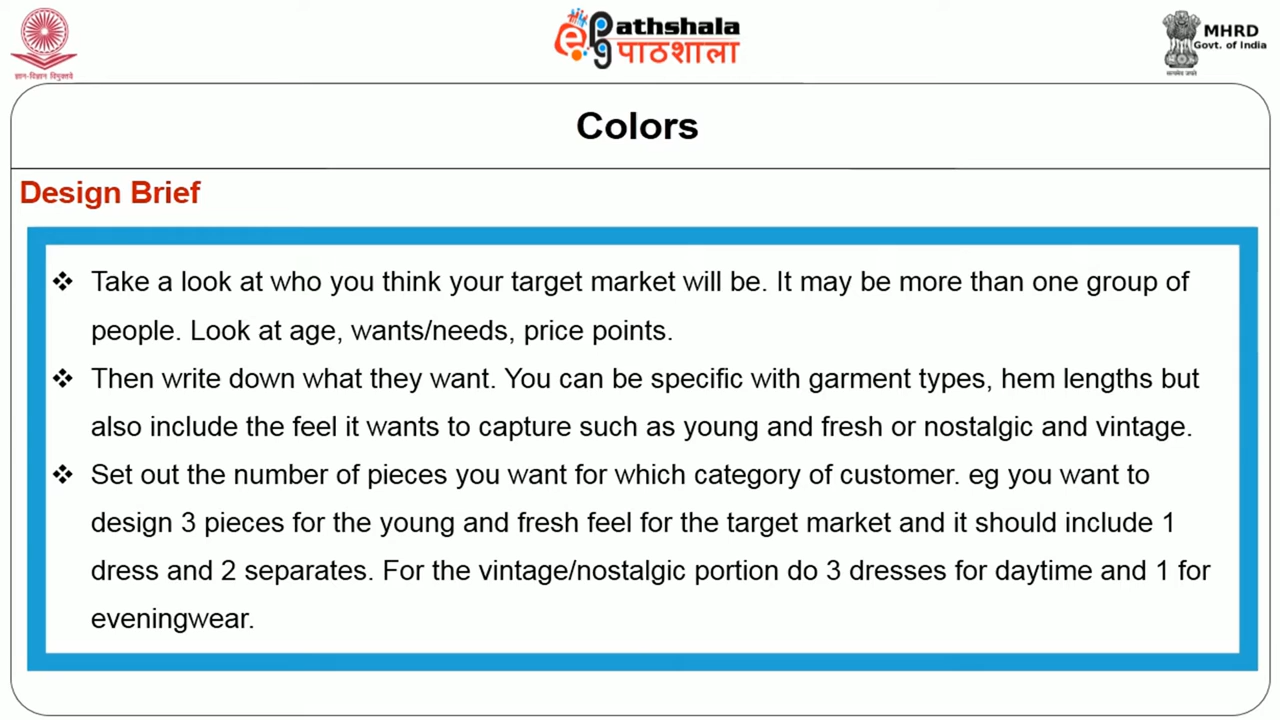 ज्ञान-विज्ञान विमुक्तये
ePathshala
पाठशाला
MHRD
Govt. of India
सत्यमेव जयते
Colors
Design Brief
❖ Take a look at who you think your target market will be. It may be more than one group of
people. Look at age, wants/needs, price points.
❖ Then write down what they want. You can be specific with garment types, hem lengths but
also include the feel it wants to capture such as young and fresh or nostalgic and vintage.
❖ Set out the number of pieces you want for which category of customer. eg you want to
design 3 pieces for the young and fresh feel for the target market and it should include 1
dress and 2 separates. For the vintage/nostalgic portion do 3 dresses for daytime and 1 for
eveningwear.